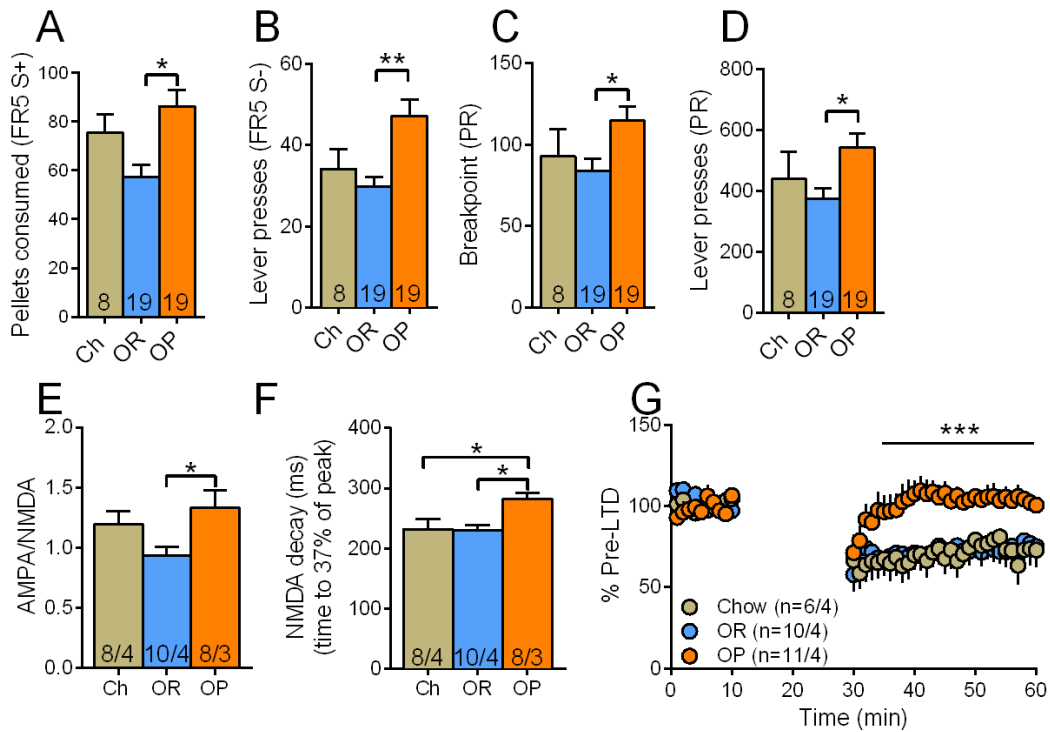 A
Pellets consumed (FR5 S+)
100
80
60
40
20
0
*
8
19
19
Ch
OR
OP
B
Lever presses (FR5 S-)
60
40
20
0
**
8
19
19
Ch
OR
OP
C
Breakpoint (PR)
150
100
50
0
*
8
19
19
Ch
OR
OP
D
Lever presses (PR)
800
600
400
200
0
*
8
19
19
Ch
OR
OP
E
AMPA/NMDA
2.0
1.6
1.2
0.8
0.4
0.0
*
8/4
10/4
8/3
Ch
OR
OP
F
NMDA decay (ms)
(time to 37% of peak)
400
300
200
100
0
*
*
8/4
10/4
8/3
Ch
OR
OP
G
% Pre-LTD
150
100
50
0
***
Chow (n=6/4)
OR (n=10/4)
OP (n=11/4)
0
10
20
30
40
50
60
Time (min)